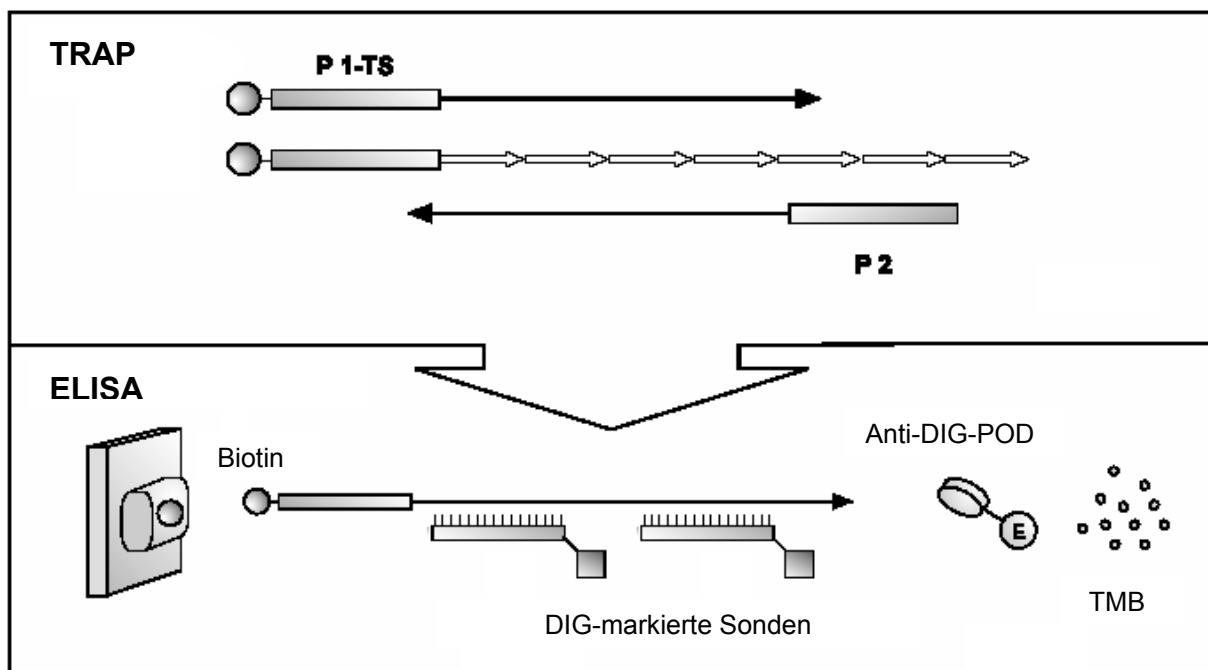 TRAP
P 1-TS
P 2
ELISA
Biotin
Anti-DIG-POD
E
TMB
DIG-markierte Sonden